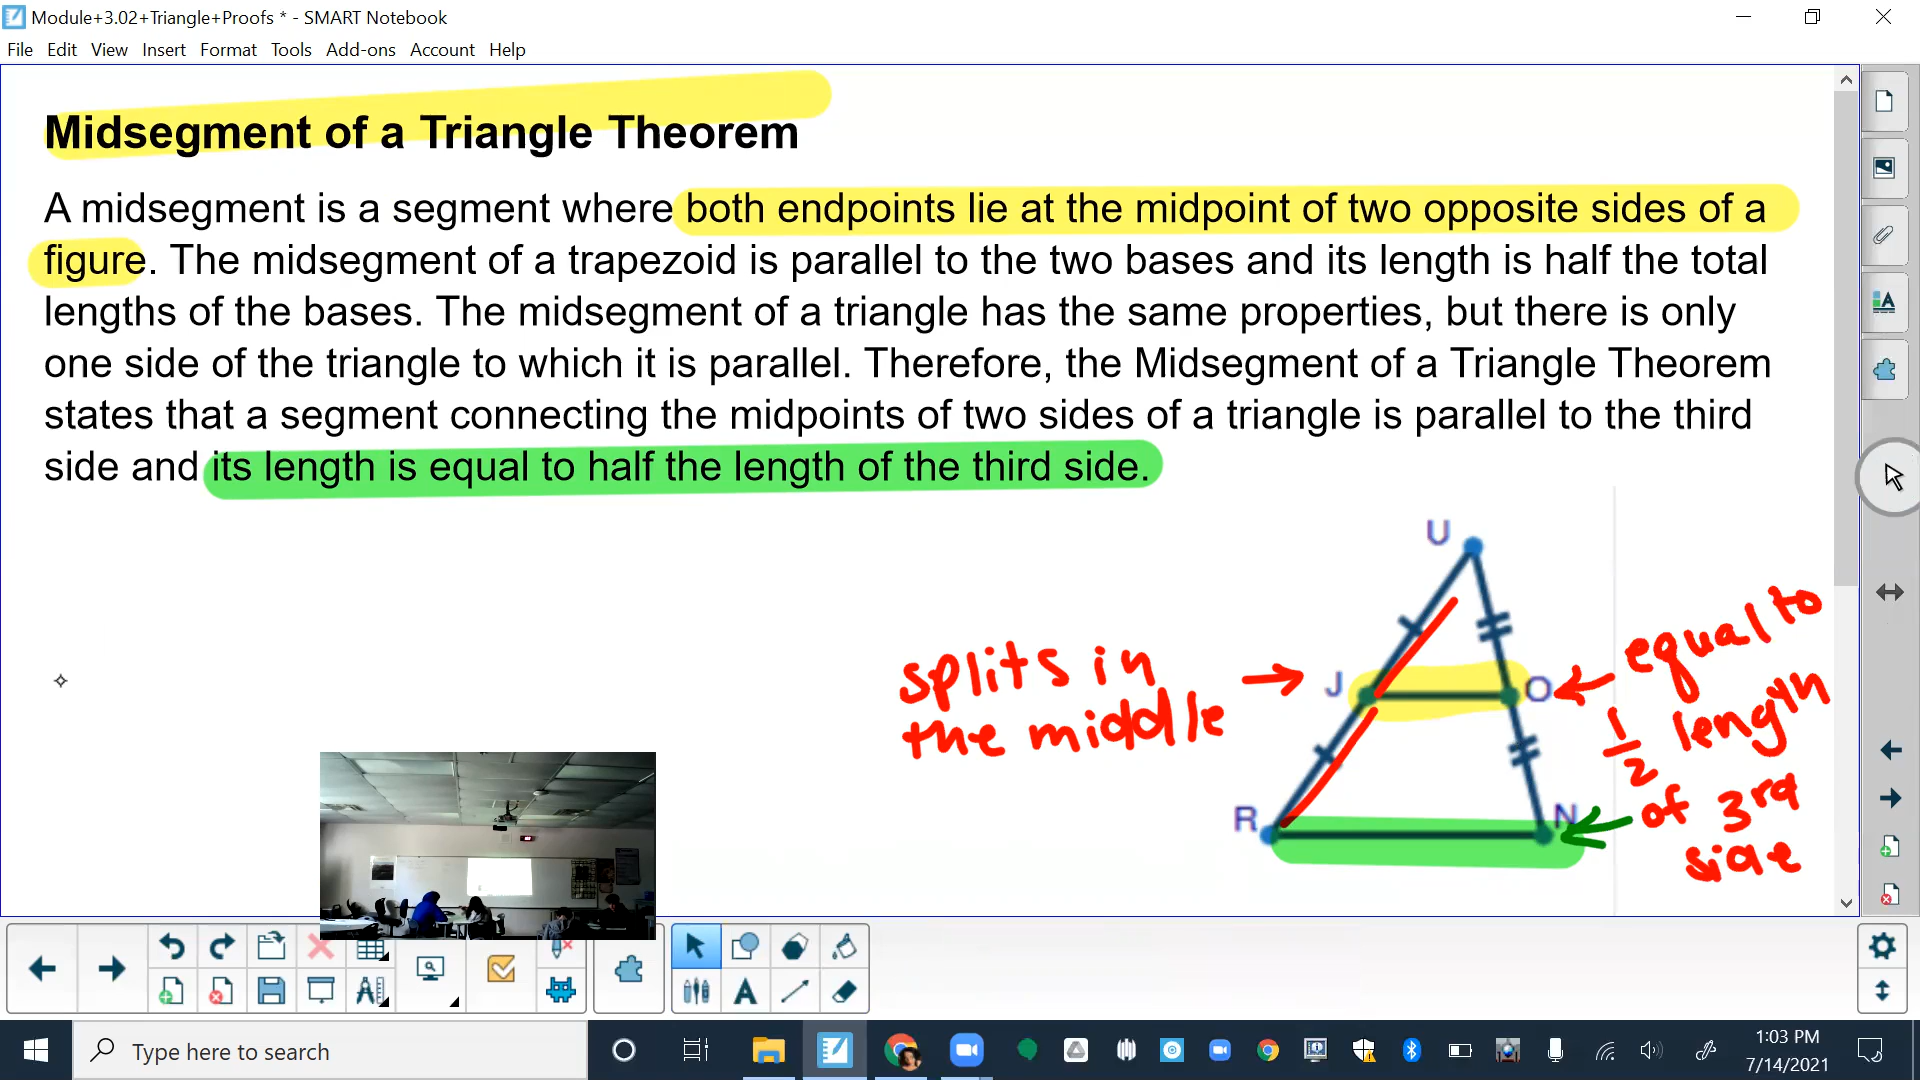 Module+3.02+Triangle+Proofs * - SMART Notebook
File Edit View Insert Format Tools Add-ons Account Help
Midsegment of a Triangle Theorem
A midsegment is a segment where both endpoints lie at the midpoint of two opposite sides of a
figure. The midsegment of a trapezoid is parallel to the two bases and its length is half the total
lengths of the bases. The midsegment of a triangle has the same properties, but there is only
one side of the triangle to which it is parallel. Therefore, the Midsegment of a Triangle Theorem
states that a segment connecting the midpoints of two sides of a triangle is parallel to the third
side and its length is equal to half the length of the third side.
U
splits in
the middle
J
O
equal to
1/2 length
of 3rd
side
R
N
Type here to search
1:03 PM
7/14/2021